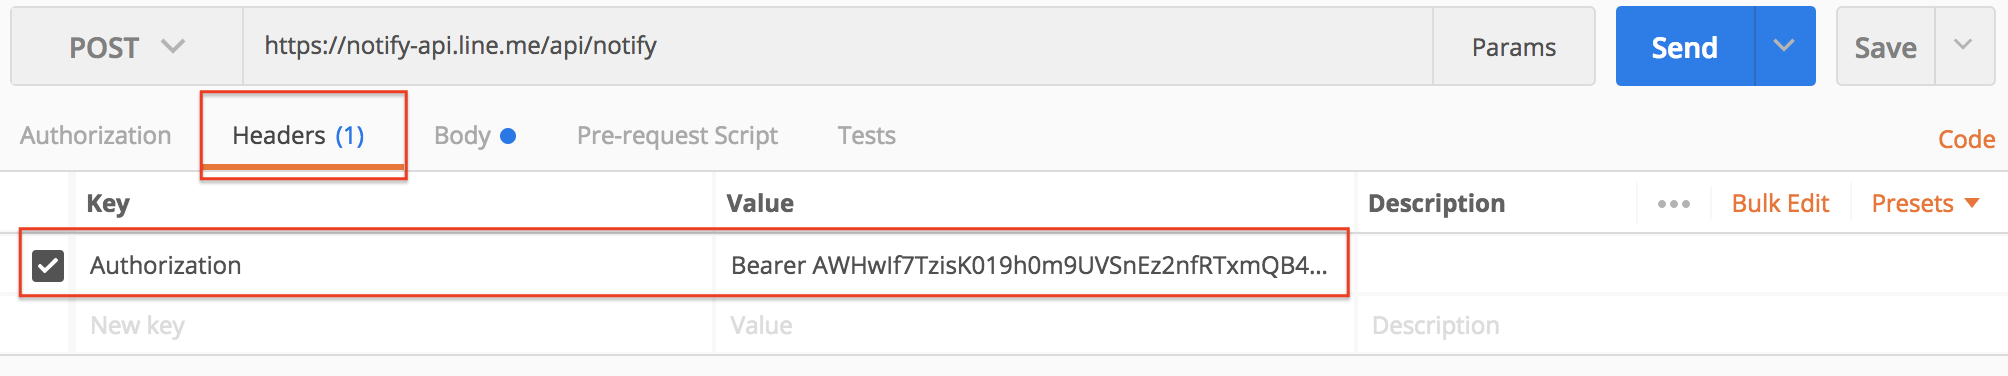 POST https://notify-api.line.me/api/notify Params Send Save
Authorization Headers (1) Body Pre-request Script Tests Code
Key Value Description ••• Bulk Edit Presets
Authorization Bearer AWHwIf7TzisK019h0m9UVSnEz2nfRTxmQB4...
New key Value Description